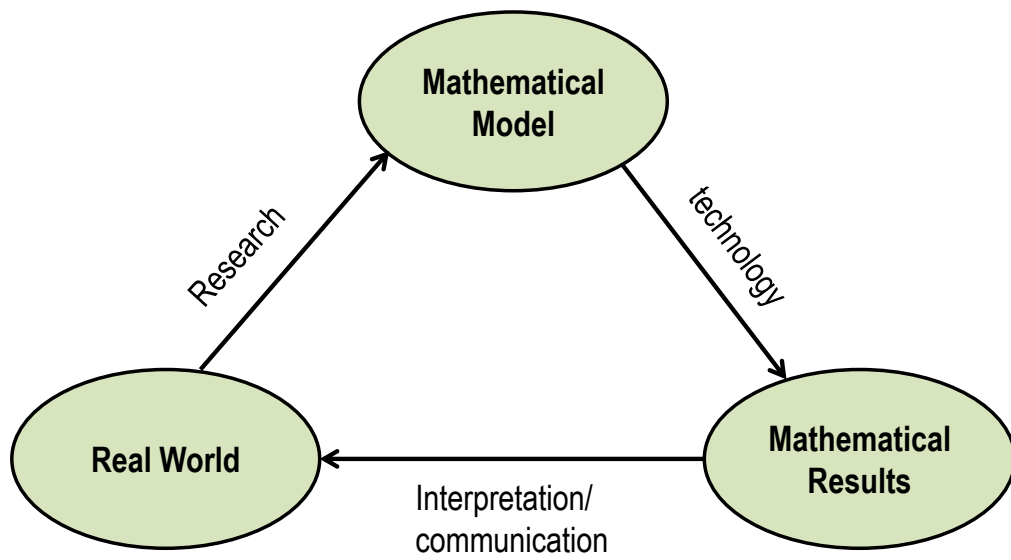 Mathematical
Model
Research
technology
Real World
Mathematical
Results
Interpretation/
communication